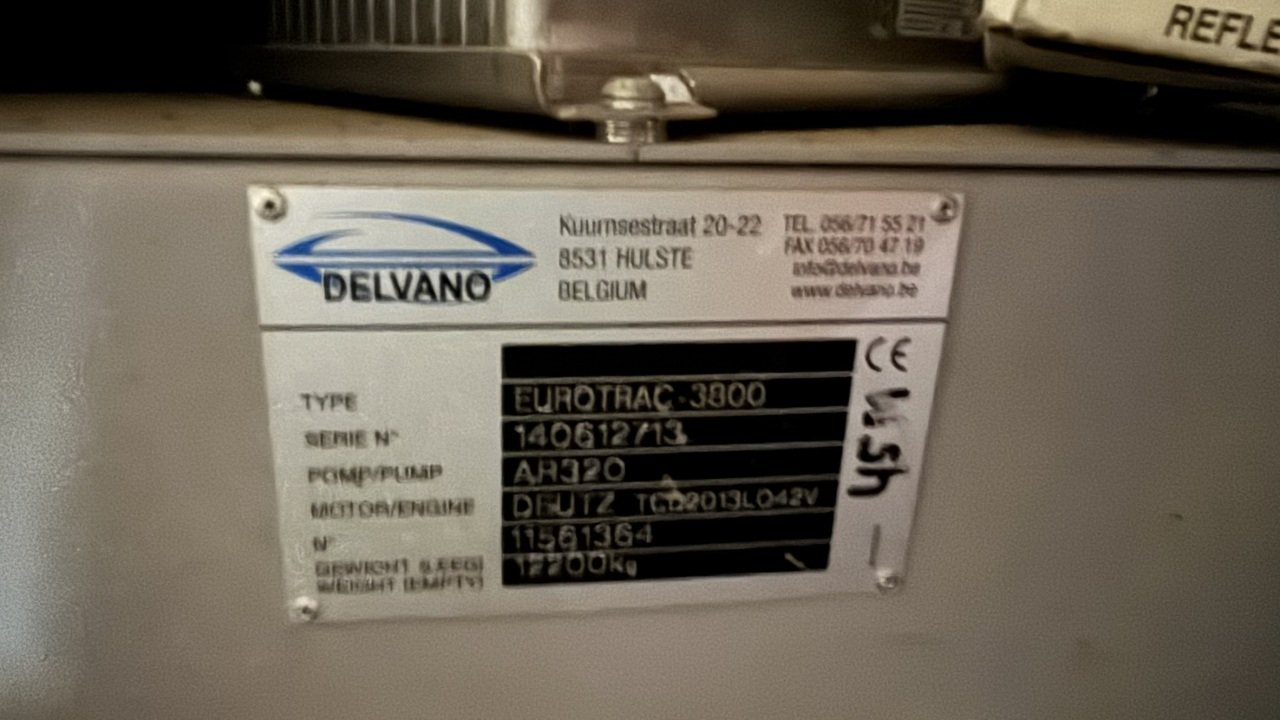 REFLE
DELVANO
Kuurnsestraat 20-22
8531 HULSTE
BELGIUM
TEL. 056/71 55 21
FAX 056/70 47 19
info@delvano.be
www.delvano.be
CE
TYPE EUROTRAC-3800
SERIE N° 140612713
POMP/PUMP AR320
MOTOR/ENGINE DEUTZ TCD2013LO42V
N° 11561364
GEWICHT (LEEG) 12200kg
WEIGHT (EMPTY)